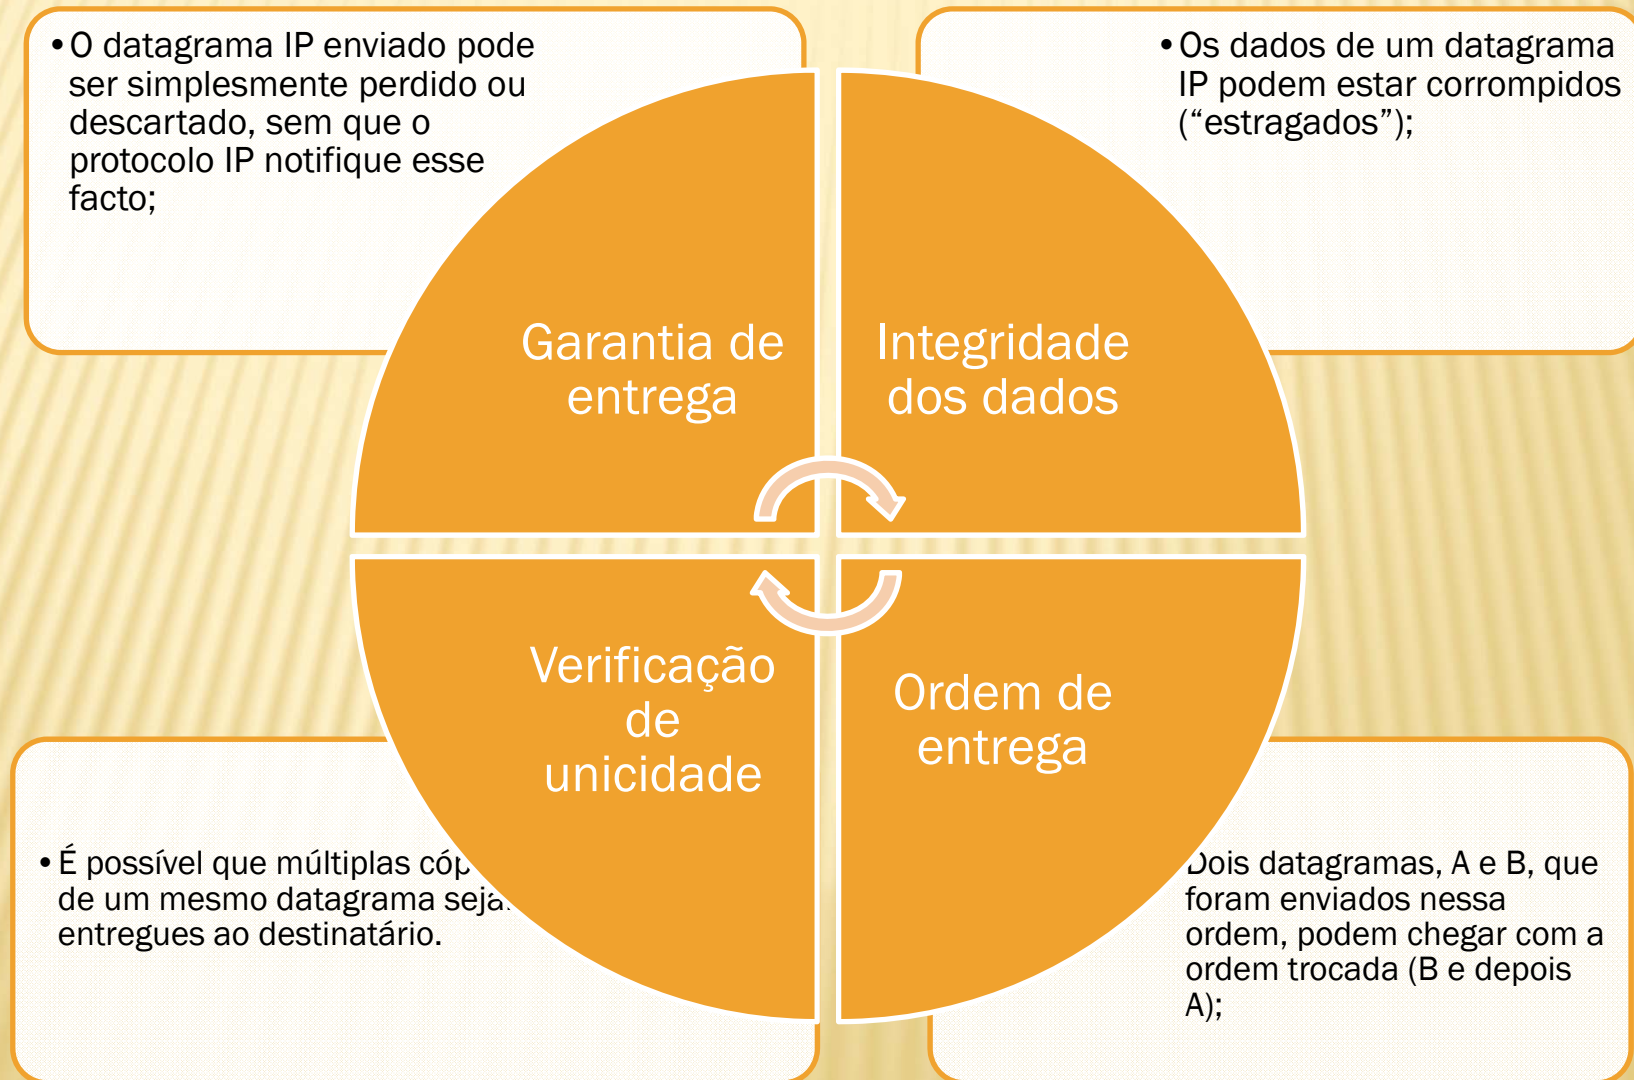 •O datagrama IP enviado pode
ser simplesmente perdido ou
descartado, sem que o
protocolo IP notifique esse
facto;
•Os dados de um datagrama
IP podem estar corrompidos
(“estragados”);
Garantia de
entrega
Integridade
dos dados
Verificação
de
unicidade
Ordem de
entrega
•É possível que múltiplas
de um mesmo datagrama
entregues ao destinatário.
Dois datagramas, A e B, que
foram enviados nessa
ordem, podem chegar com a
ordem trocada (B e depois
A);